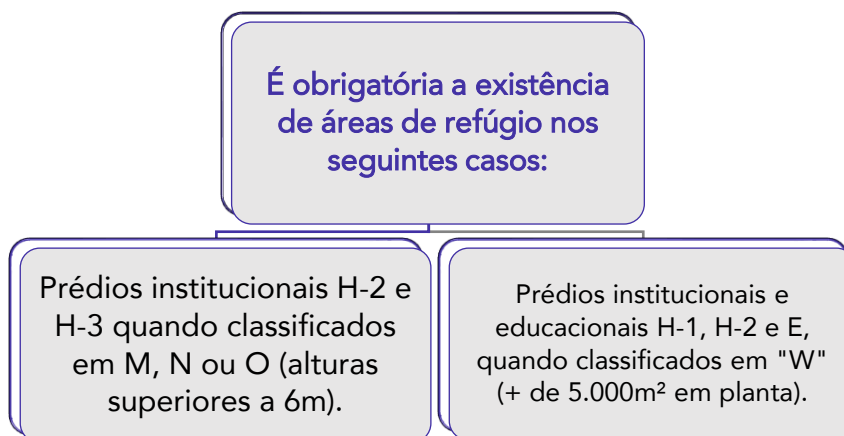 É obrigatória a existência
de áreas de refúgio nos
seguintes casos:
Prédios institucionais H-2 e
H-3 quando classificados
em M, N ou O (alturas
superiores a 6m).
Prédios institucionais e
educacionais H-1, H-2 e E,
quando classificados em "W"
(+ de 5.000m² em planta).